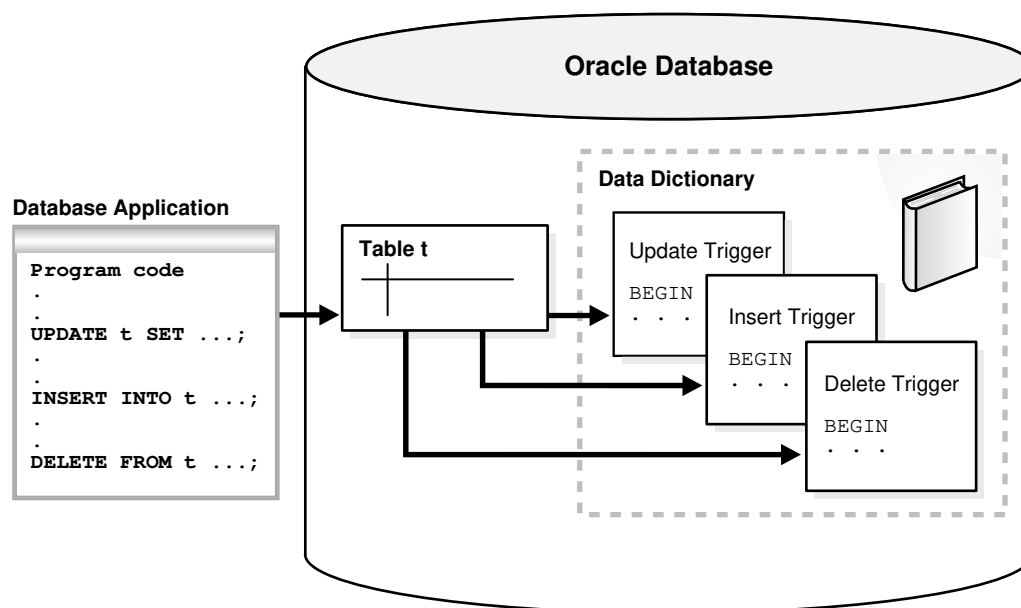 Oracle Database
Data Dictionary
Database Application
Program code
.
.
UPDATE t SET ...;
.
.
INSERT INTO t ...;
.
.
DELETE FROM t ...;
Table t
Update Trigger
BEGIN
. . .
Insert Trigger
BEGIN
. . .
Delete Trigger
BEGIN
. . .